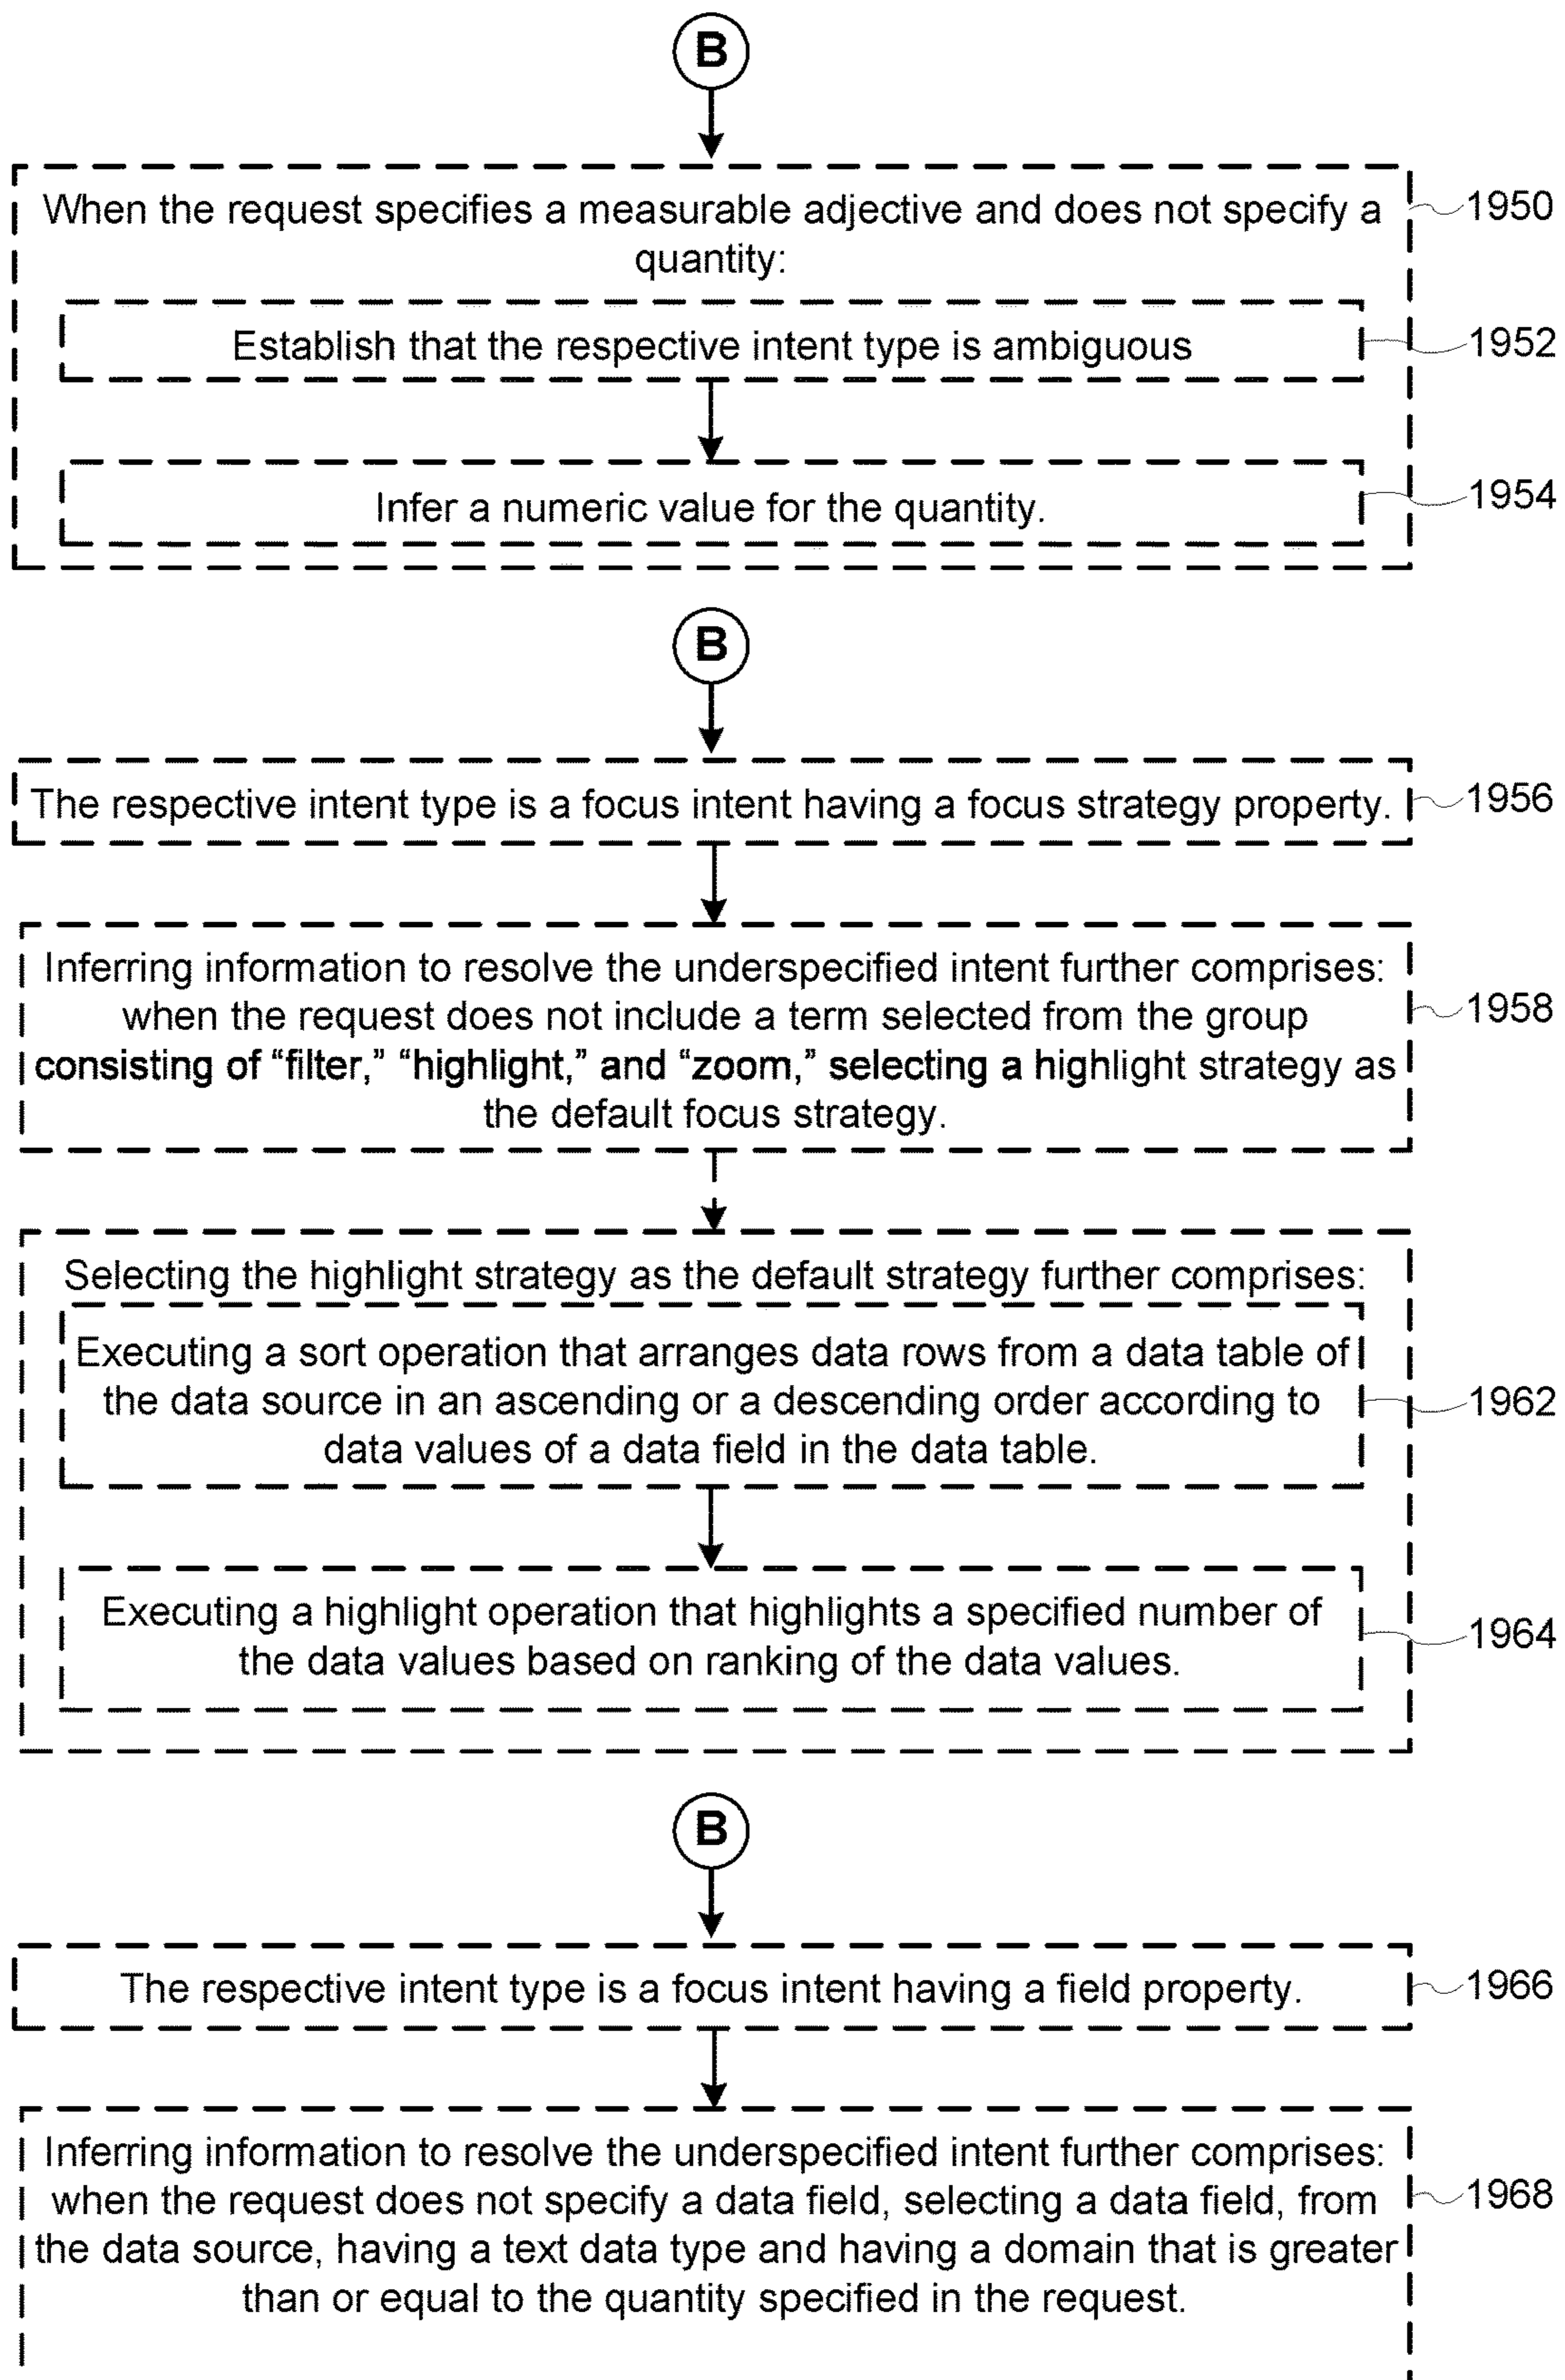 B
When the request specifies a measurable adjective and does not specify a
quantity:
1950
Establish that the respective intent type is ambiguous
1952
Infer a numeric value for the quantity.
1954
B
The respective intent type is a focus intent having a focus strategy property.
1956
Inferring information to resolve the underspecified intent further comprises:
when the request does not include a term selected from the group
consisting of “filter,” “highlight,” and “zoom,” selecting a highlight strategy as
the default focus strategy.
1958
Selecting the highlight strategy as the default strategy further comprises:
Executing a sort operation that arranges data rows from a data table of
the data source in an ascending or a descending order according to
data values of a data field in the data table.
1962
Executing a highlight operation that highlights a specified number of
the data values based on ranking of the data values.
1964
B
The respective intent type is a focus intent having a field property.
1966
Inferring information to resolve the underspecified intent further comprises:
when the request does not specify a data field, selecting a data field, from
the data source, having a text data type and having a domain that is greater
than or equal to the quantity specified in the request.
1968